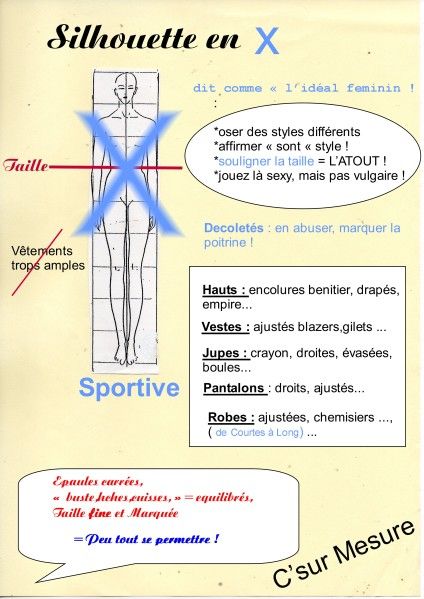 Silhouette en X
dit comme « l'idéal feminin !
:
*oser des styles différents
*affirmer « sont « style !
*souligner la taille = L'ATOUT !
*jouez là sexy, mais pas vulgaire !
Taille
Decoletés : en abuser, marquer la
poitrine !
Vêtements
trops amples
Hauts : encolures benitier, drapés,
empire...
Vestes : ajustés blazers,gilets ...
Jupes : crayon, droites, évasées,
boules...
Pantalons : droits, ajustés...
Robes : ajustées, chemisiers ...,
( de Courtes à Long) ...
Sportive
Epaules carrées,
« buste,hches,cuisses, » = equilibrés,
Taille fine et Marquée
=Peu tout se permettre !
C'sur Mesure